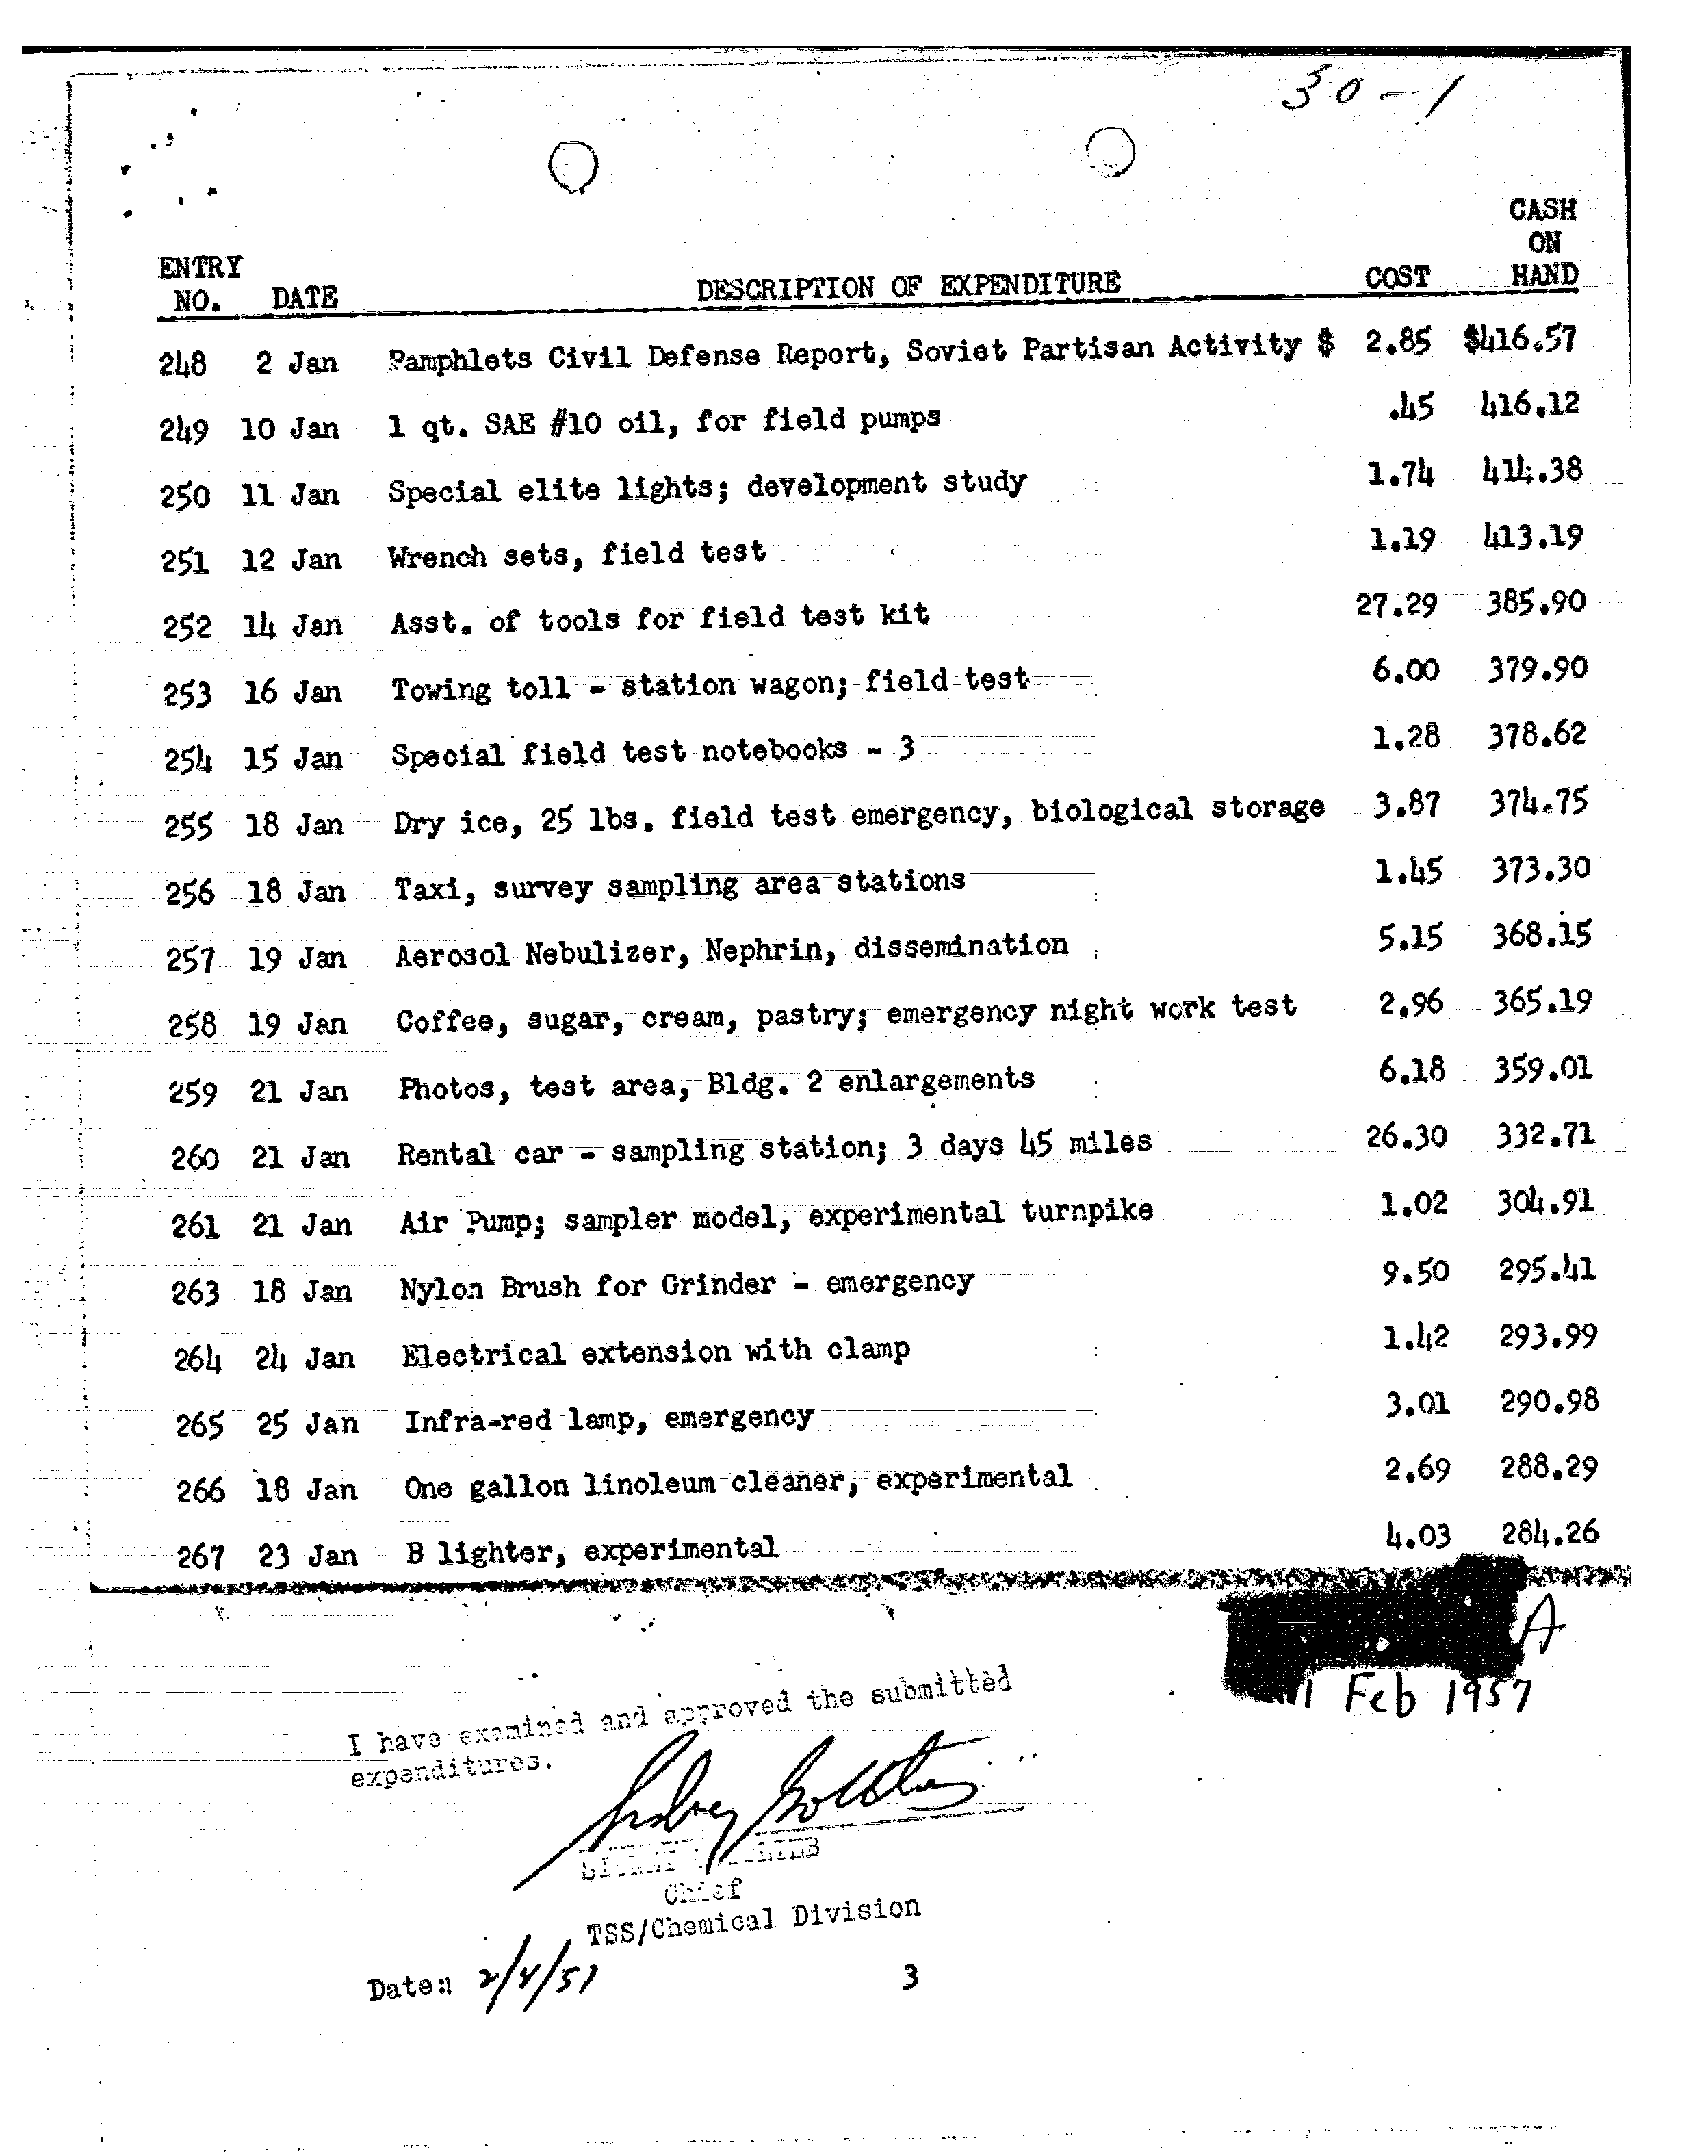 30-1
CASH
ON
ENTRY
NO. DATE DESCRIPTION OF EXPENDITURE COST HAND
248 2 Jan Pamphlets Civil Defense Report, Soviet Partisan Activity $ 2.85 $416.57
249 10 Jan 1 qt. SAE #10 oil, for field pumps .45 416.12
250 11 Jan Special elite lights; development study 1.74 414.38
251 12 Jan Wrench sets, field test 1.19 413.19
252 14 Jan Asst. of tools for field test kit 27.29 385.90
253 16 Jan Towing toll - station wagon; field test 6.00 379.90
254 15 Jan Special field test notebooks - 3 1.28 378.62
255 18 Jan Dry ice, 25 lbs. field test emergency, biological storage 3.87 374.75
256 18 Jan Taxi, survey sampling area stations 1.45 373.30
257 19 Jan Aerosol Nebulizer, Nephrin, dissemination 5.15 368.15
258 19 Jan Coffee, sugar, cream, pastry; emergency night work test 2.96 365.19
259 21 Jan Photos, test area, Bldg. 2 enlargements 6.18 359.01
260 21 Jan Rental car - sampling station; 3 days 45 miles 26.30 332.71
261 21 Jan Air Pump; sampler model, experimental turnpike 1.02 304.91
263 18 Jan Nylon Brush for Grinder - emergency 9.50 295.41
264 24 Jan Electrical extension with clamp 1.42 293.99
265 25 Jan Infra-red lamp, emergency 3.01 290.98
266 18 Jan One gallon linoleum cleaner, experimental 2.69 288.29
267 23 Jan B lighter, experimental 4.03 284.26
A
1 Feb 1957
I have examined and approved the submitted
expenditures.
Sidney Gottlieb
SIDNEY GOTTLIEB
Chief
TSS/Chemical Division
Date: 2/4/57
3